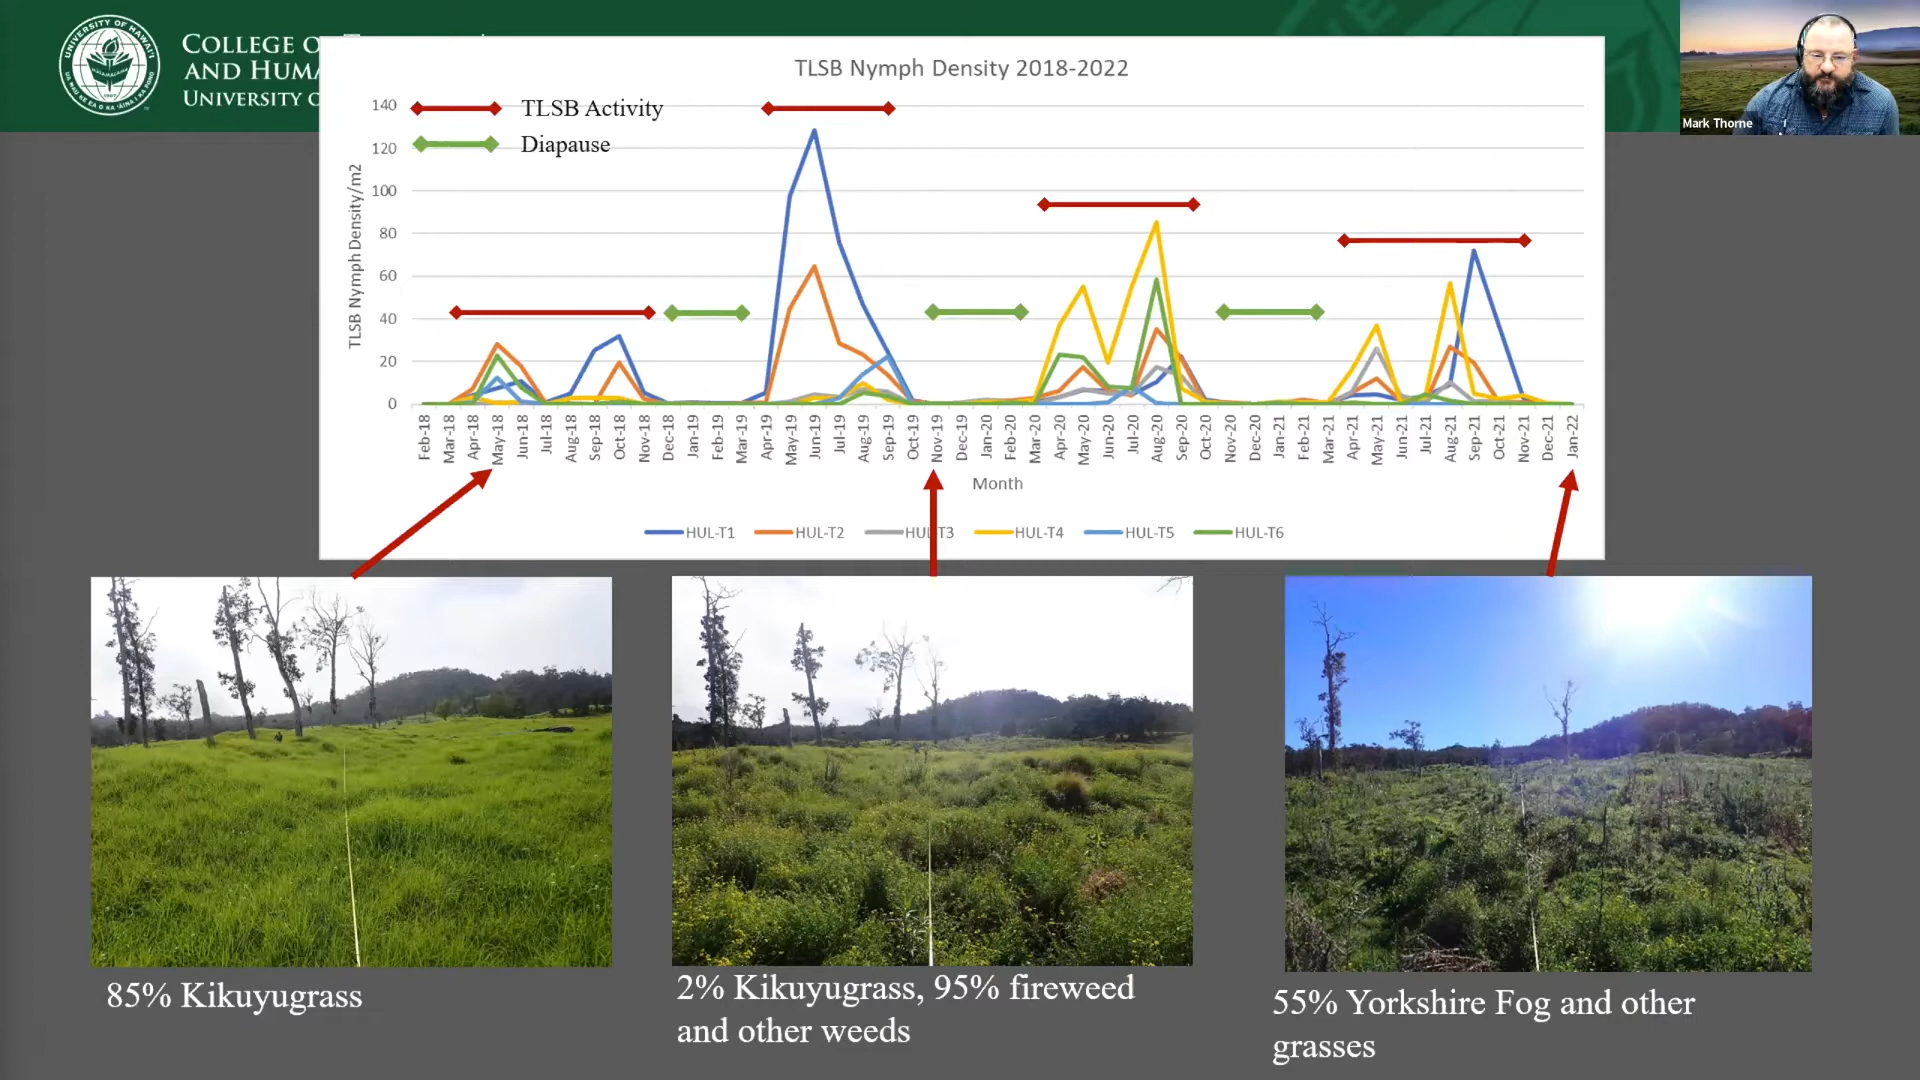 COLLEGE O
AND HUMA
UNIVERSITY O
UNIVERSITY OF HAWAI'I
1907
Mark Thorne
TLSB Nymph Density 2018-2022
TLSB Activity
Diapause
TLSB Nymph Density/m2
140
120
100
80
60
40
20
0
Feb-18 Mar-18 Apr-18 May-18 Jun-18 Jul-18 Aug-18 Sep-18 Oct-18 Nov-18 Dec-18 Jan-19 Feb-19 Mar-19 Apr-19 May-19 Jun-19 Jul-19 Aug-19 Sep-19 Oct-19 Nov-19 Dec-19 Jan-20 Feb-20 Mar-20 Apr-20 May-20 Jun-20 Jul-20 Aug-20 Sep-20 Oct-20 Nov-20 Dec-20 Jan-21 Feb-21 Mar-21 Apr-21 May-21 Jun-21 Jul-21 Aug-21 Sep-21 Oct-21 Nov-21 Dec-21 Jan-22
Month
HUL-T1 HUL-T2 HUL-T3 HUL-T4 HUL-T5 HUL-T6
85% Kikuyugrass
2% Kikuyugrass, 95% fireweed
and other weeds
55% Yorkshire Fog and other
grasses